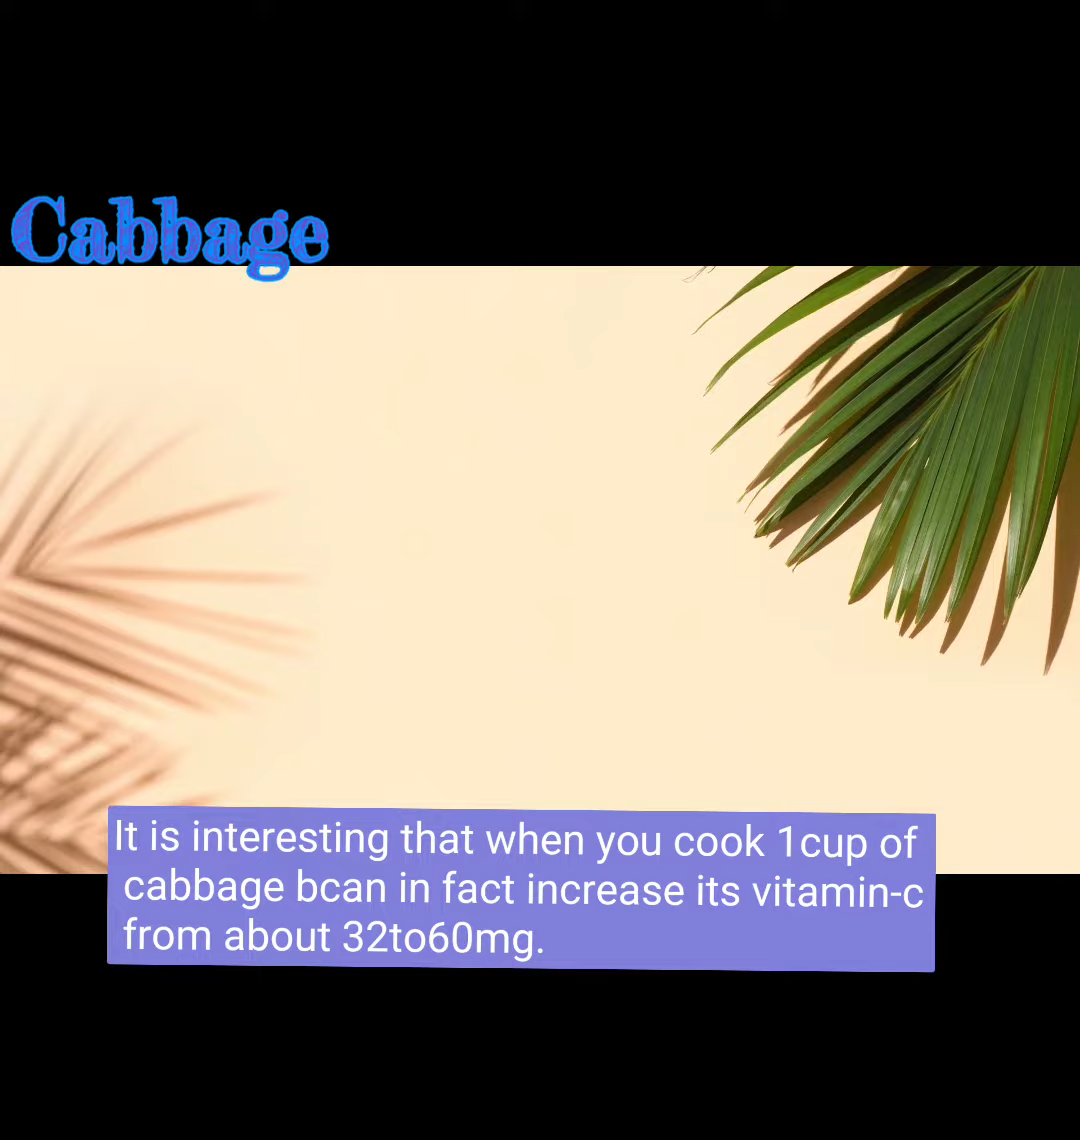 Cabbage
It is interesting that when you cook 1cup of
cabbage bcan in fact increase its vitamin-c
from about 32to60mg.